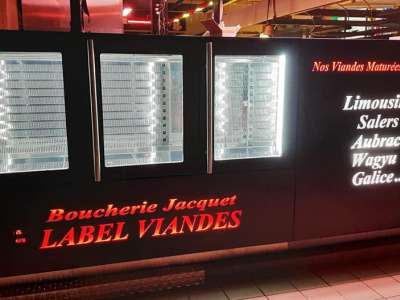 Nos Viandes Maturées
Limousin
Salers
Aubrac
Wagyu
Galice...
Boucherie Jacquet
LABEL VIANDES